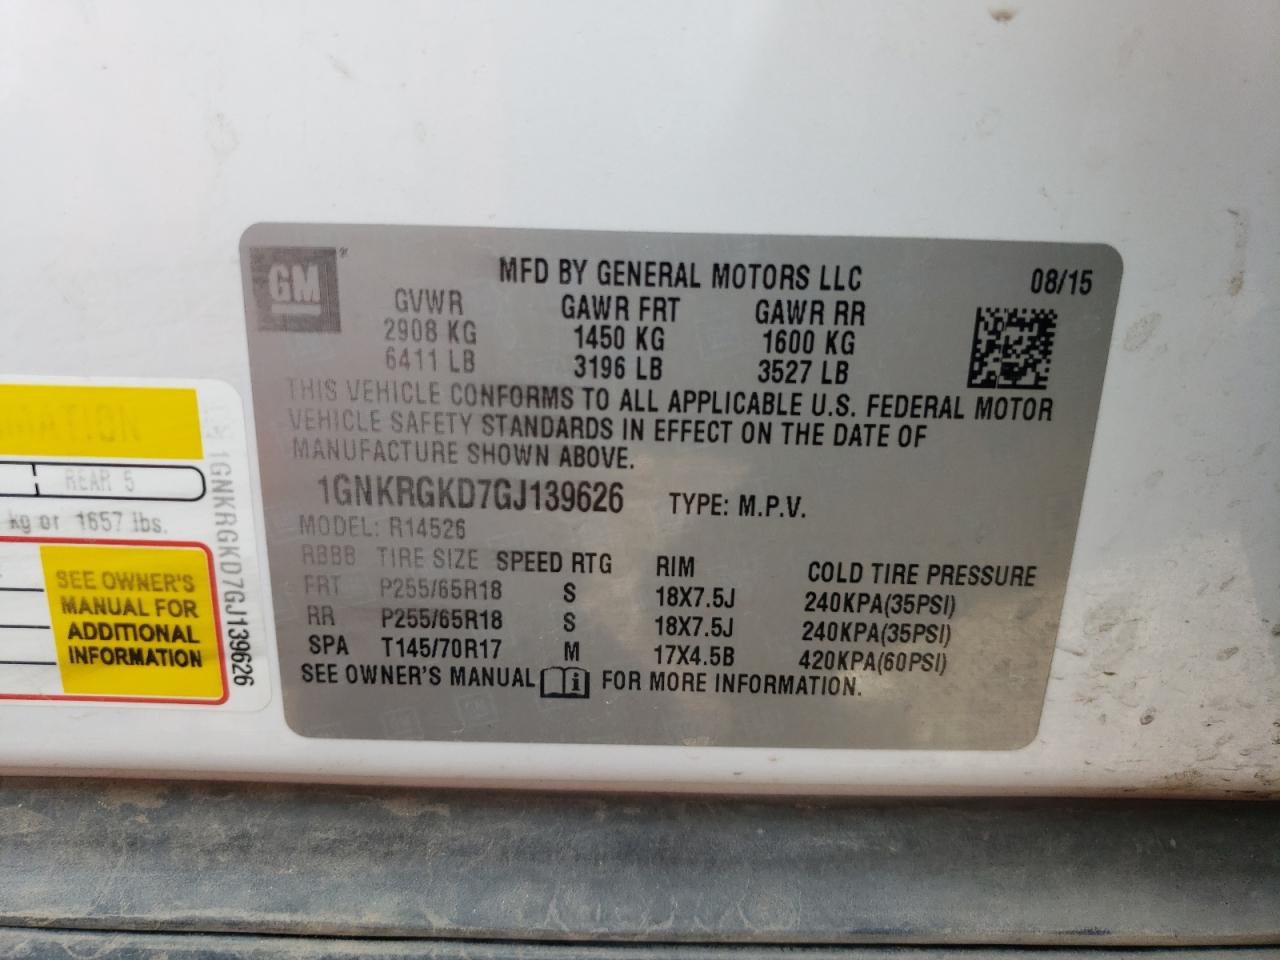 GM
MFD BY GENERAL MOTORS LLC 08/15
GVWR GAWR FRT GAWR RR
2908 KG 1450 KG 1600 KG
6411 LB 3196 LB 3527 LB
THIS VEHICLE CONFORMS TO ALL APPLICABLE U.S. FEDERAL MOTOR
VEHICLE SAFETY STANDARDS IN EFFECT ON THE DATE OF
MANUFACTURE SHOWN ABOVE.
1GNKRGKD7GJ139626 TYPE: M.P.V.
MODEL: R14526
RBBB TIRE SIZE SPEED RTG RIM COLD TIRE PRESSURE
FRT P255/65R18 S 18X7.5J 240KPA(35PSI)
RR P255/65R18 S 18X7.5J 240KPA(35PSI)
SPA T145/70R17 M 17X4.5B 420KPA(60PSI)
SEE OWNER'S MANUAL FOR MORE INFORMATION.
MATION
REAR 5
kg or 1657 lbs.
SEE OWNER'S
MANUAL FOR
ADDITIONAL
INFORMATION
1GNKRGKD7GJ139626